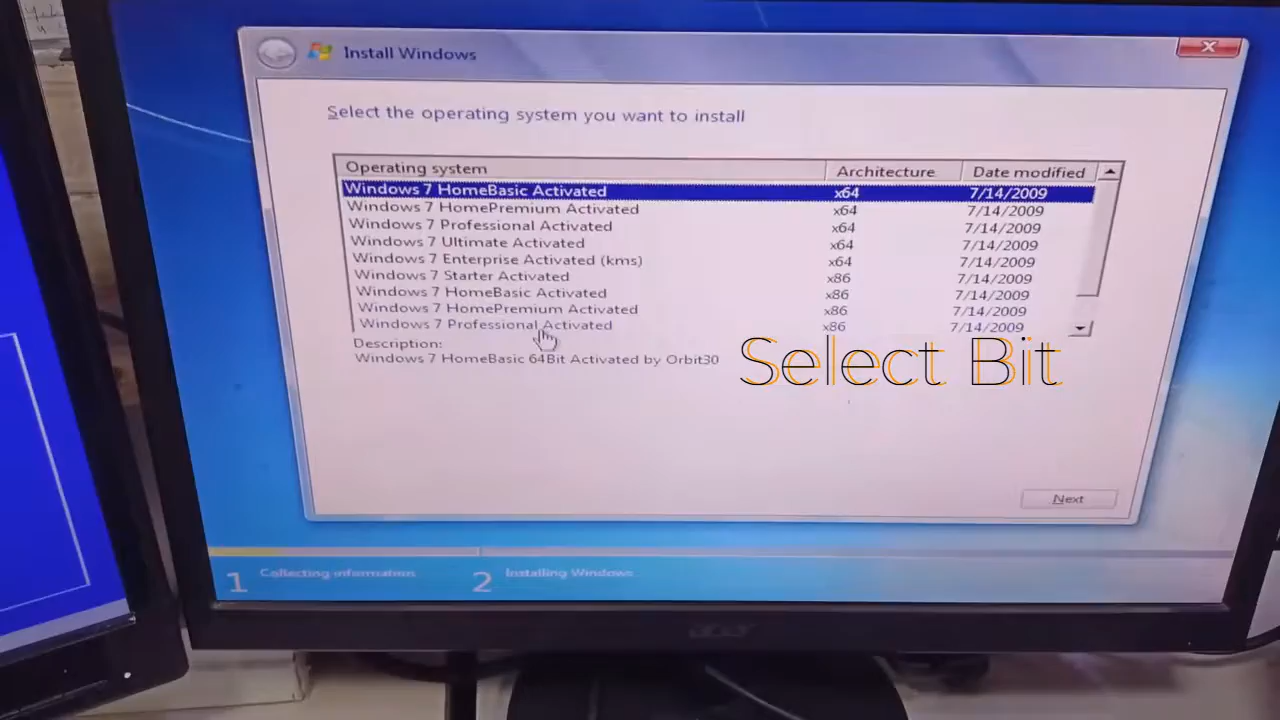 Install Windows
Select the operating system you want to install
Operating system Architecture Date modified
Windows 7 HomeBasic Activated x64 7/14/2009
Windows 7 HomePremium Activated x64 7/14/2009
Windows 7 Professional Activated x64 7/14/2009
Windows 7 Ultimate Activated x64 7/14/2009
Windows 7 Enterprise Activated (kms) x64 7/14/2009
Windows 7 Starter Activated x86 7/14/2009
Windows 7 HomeBasic Activated x86 7/14/2009
Windows 7 HomePremium Activated x86 7/14/2009
Windows 7 Professional Activated x86 7/14/2009
Description:
Windows 7 HomeBasic 64Bit Activated by Orbit30
Select Bit
Next
1 Collecting information 2 Installing Windows
acer